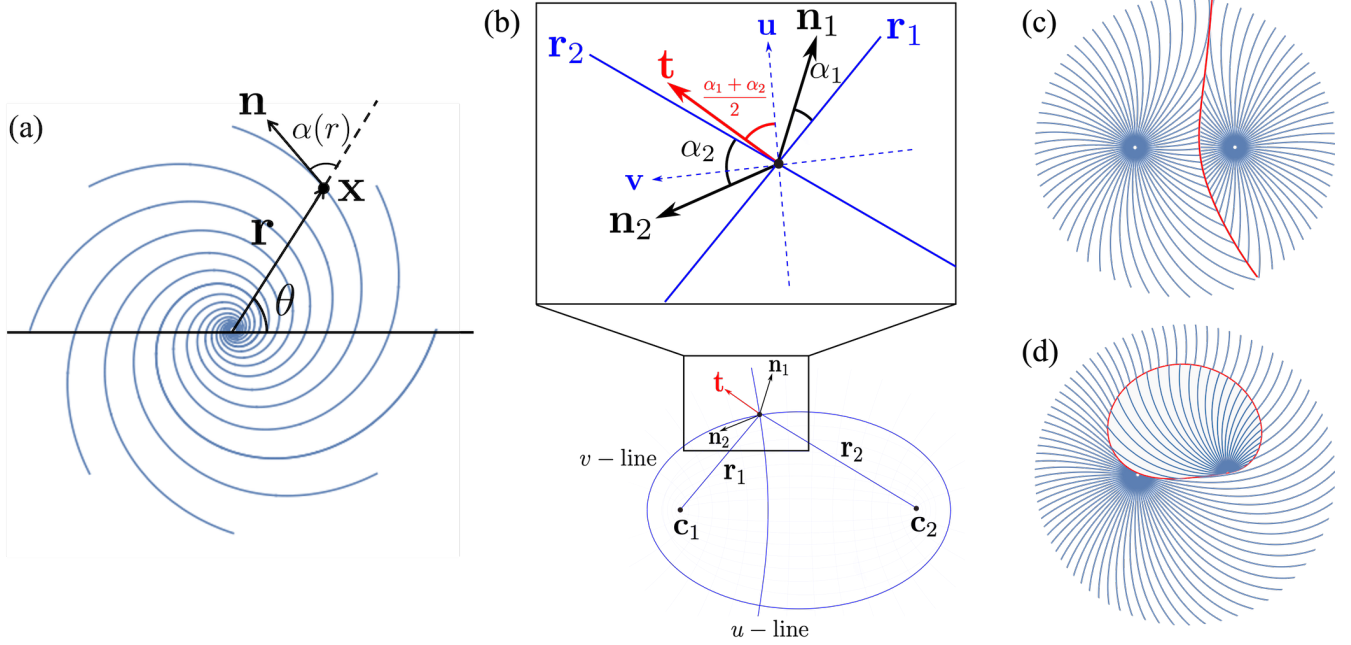 (a)
n
α(r)
x
r
θ
(b)
r₂
u
n₁
r₁
t
α₁ + α₂
2
α₁
α₂
v
n₂
n₁
t
n₂
v − line
r₁
r₂
c₁
c₂
u − line
(c)
(d)